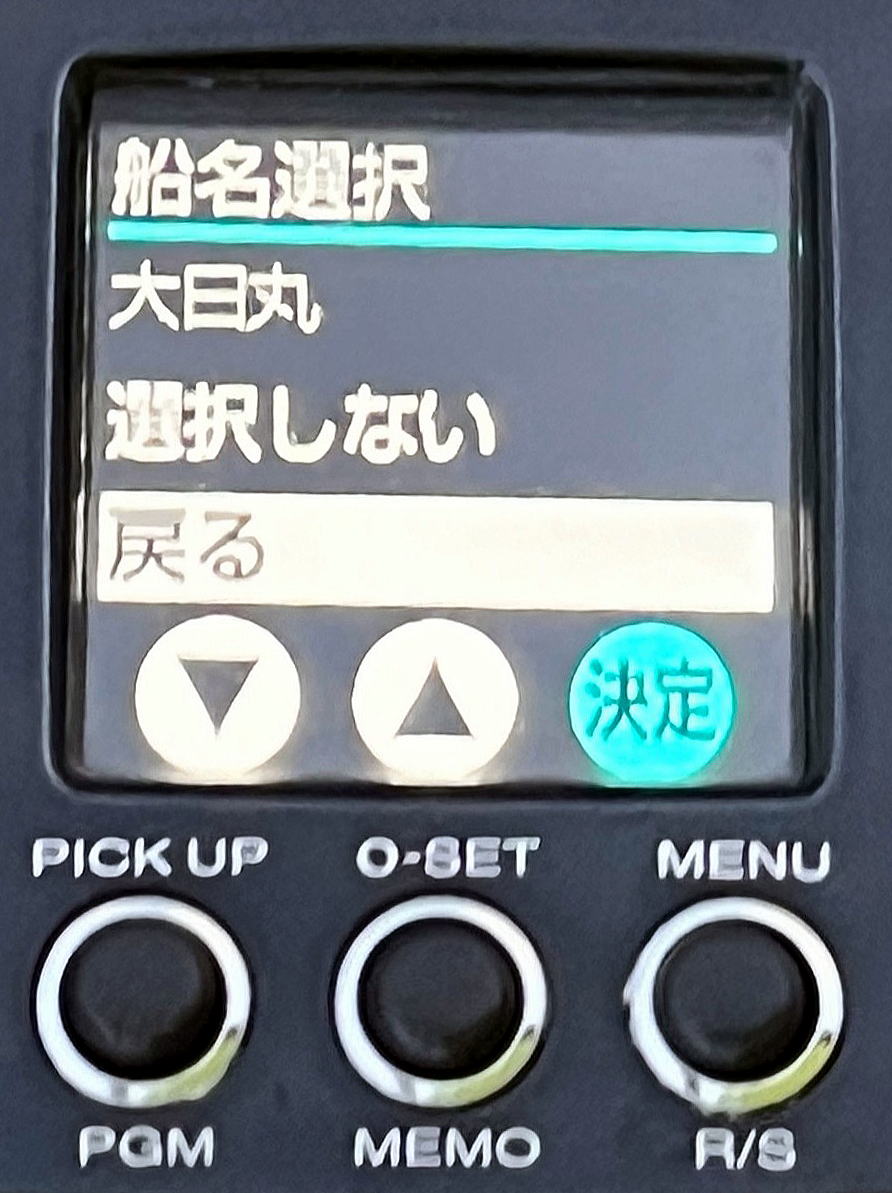 船名選択
大日丸
選択しない
戻る
決定
PICK UP 0-SET MENU
PGM MEMO R/S